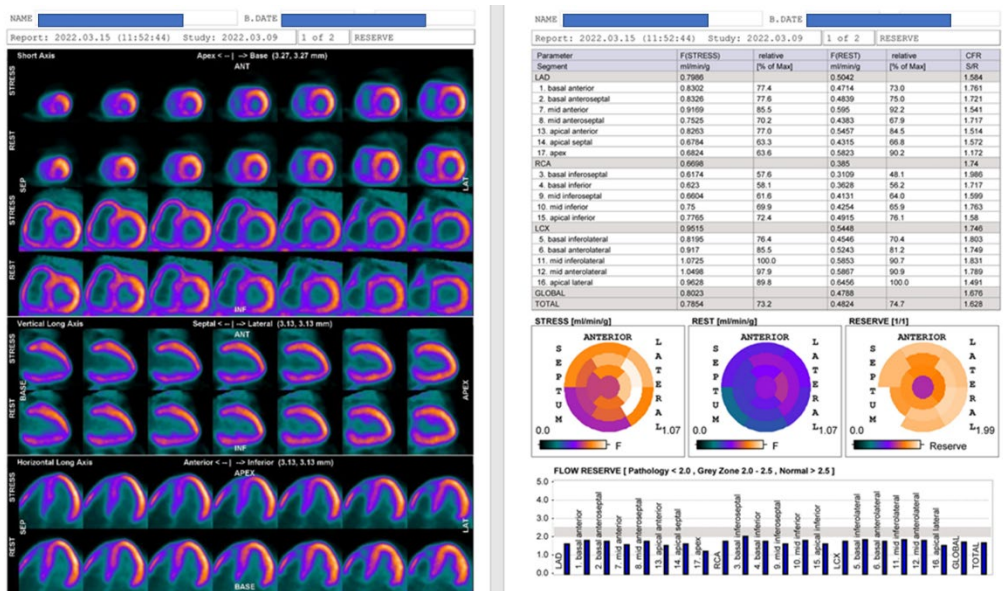 NAME B.DATE
Report: 2022.03.15 (11:52:44) Study: 2022.03.09 1 of 2 RESERVE
Short Axis Apex < -- | --> Base (3.27, 3.27 mm)
ANT
STRESS
REST
SEP
LAT
STRESS
REST
INF
Vertical Long Axis Septal < -- | --> Lateral (3.13, 3.13 mm)
ANT
STRESS
BASE
APEX
REST
INF
Horizontal Long Axis Anterior < -- | --> Inferior (3.13, 3.13 mm)
APEX
STRESS
SEP
LAT
REST
BASE
NAME B.DATE
Report: 2022.03.15 (11:52:44) Study: 2022.03.09 1 of 2 RESERVE
Parameter F(STRESS) relative F(REST) relative CFR
Segment ml/min/g [% of Max] ml/min/g [% of Max] S/R
LAD 0.7986 0.5042 1.584
1. basal anterior 0.8302 77.4 0.4714 73.0 1.761
2. basal anteroseptal 0.8326 77.6 0.4839 75.0 1.721
7. mid anterior 0.9169 85.5 0.595 92.2 1.541
8. mid anteroseptal 0.7525 70.2 0.4383 67.9 1.717
13. apical anterior 0.8263 77.0 0.5457 84.5 1.514
14. apical septal 0.6784 63.3 0.4315 66.8 1.572
17. apex 0.6824 63.6 0.5823 90.2 1.172
RCA 0.6698 0.385 1.74
3. basal inferoseptal 0.6174 57.6 0.3109 48.1 1.986
4. basal inferior 0.623 58.1 0.3628 56.2 1.717
9. mid inferoseptal 0.6604 61.6 0.4131 64.0 1.599
10. mid inferior 0.75 69.9 0.4254 65.9 1.763
15. apical inferior 0.7765 72.4 0.4915 76.1 1.58
LCX 0.9515 0.5448 1.746
5. basal inferolateral 0.8195 76.4 0.4546 70.4 1.803
6. basal anterolateral 0.917 85.5 0.5243 81.2 1.749
11. mid inferolateral 1.0725 100.0 0.5853 90.7 1.831
12. mid anterolateral 1.0498 97.9 0.5867 90.9 1.789
16. apical lateral 0.9628 89.8 0.6456 100.0 1.491
GLOBAL 0.8023 0.4788 1.676
TOTAL 0.7854 73.2 0.4824 74.7 1.628
STRESS [ml/min/g] REST [ml/min/g] RESERVE [1/1]
ANTERIOR ANTERIOR ANTERIOR
SEPTUM LATERAL SEPTUM LATERAL SEPTUM LATERAL
0.0 1.07 0.0 1.07 0.0 1.99
F F Reserve
FLOW RESERVE [ Pathology < 2.0 , Grey Zone 2.0 - 2.5 , Normal > 2.5 ]
5.0
4.0
3.0
2.0
1.0
0.0
LAD
1. basal anterior
2. basal anteroseptal
7. mid anterior
8. mid anteroseptal
13. apical anterior
14. apical septal
17. apex
RCA
3. basal inferoseptal
4. basal inferior
9. mid inferoseptal
10. mid inferior
15. apical inferior
LCX
5. basal inferolateral
6. basal anterolateral
11. mid inferolateral
12. mid anterolateral
16. apical lateral
GLOBAL
TOTAL